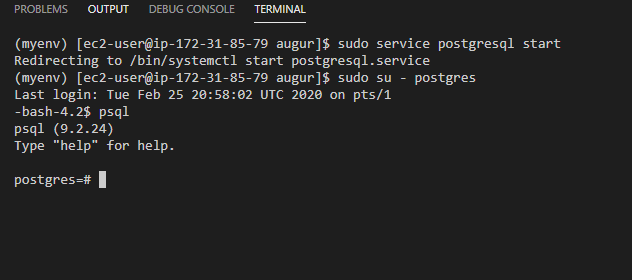 PROBLEMS OUTPUT DEBUG CONSOLE TERMINAL
(myenv) [ec2-user@ip-172-31-85-79 augur]$ sudo service postgresql start
Redirecting to /bin/systemctl start postgresql.service
(myenv) [ec2-user@ip-172-31-85-79 augur]$ sudo su - postgres
Last login: Tue Feb 25 20:58:02 UTC 2020 on pts/1
-bash-4.2$ psql
psql (9.2.24)
Type "help" for help.
postgres=#